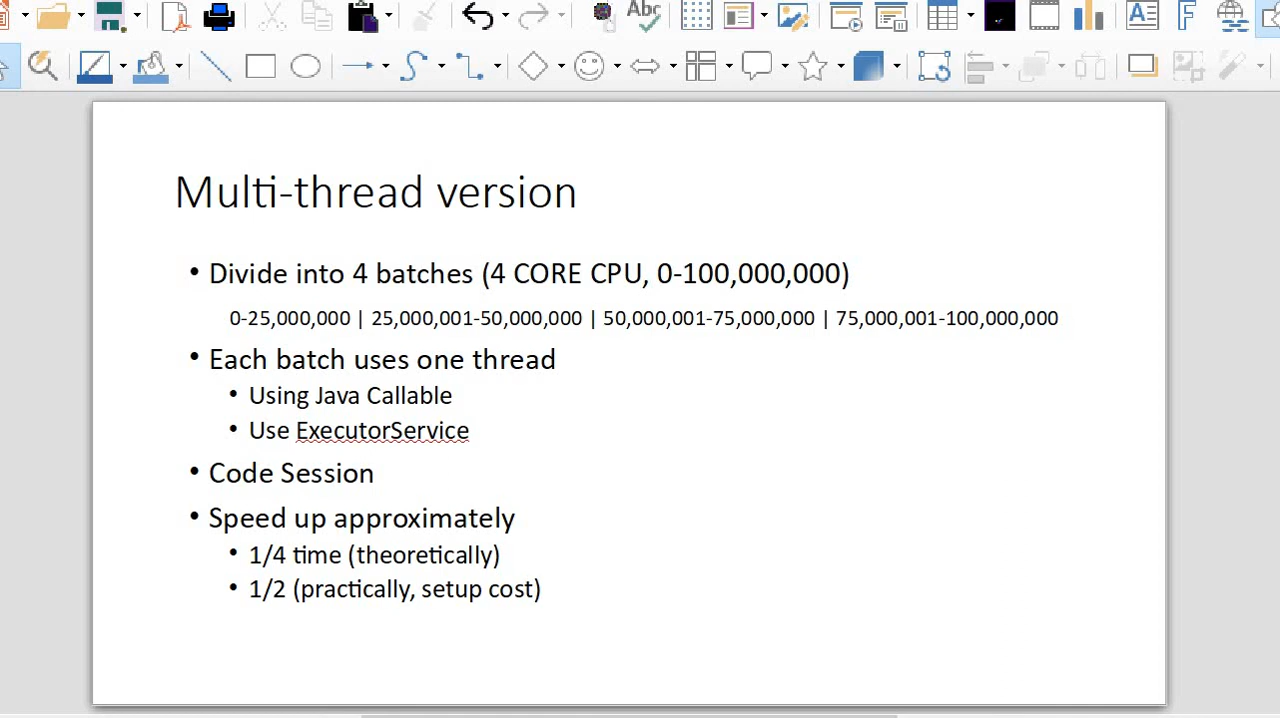 Abc
A
F
Multi-thread version
• Divide into 4 batches (4 CORE CPU, 0-100,000,000)
0-25,000,000 | 25,000,001-50,000,000 | 50,000,001-75,000,000 | 75,000,001-100,000,000
• Each batch uses one thread
• Using Java Callable
• Use ExecutorService
• Code Session
• Speed up approximately
• 1/4 time (theoretically)
• 1/2 (practically, setup cost)